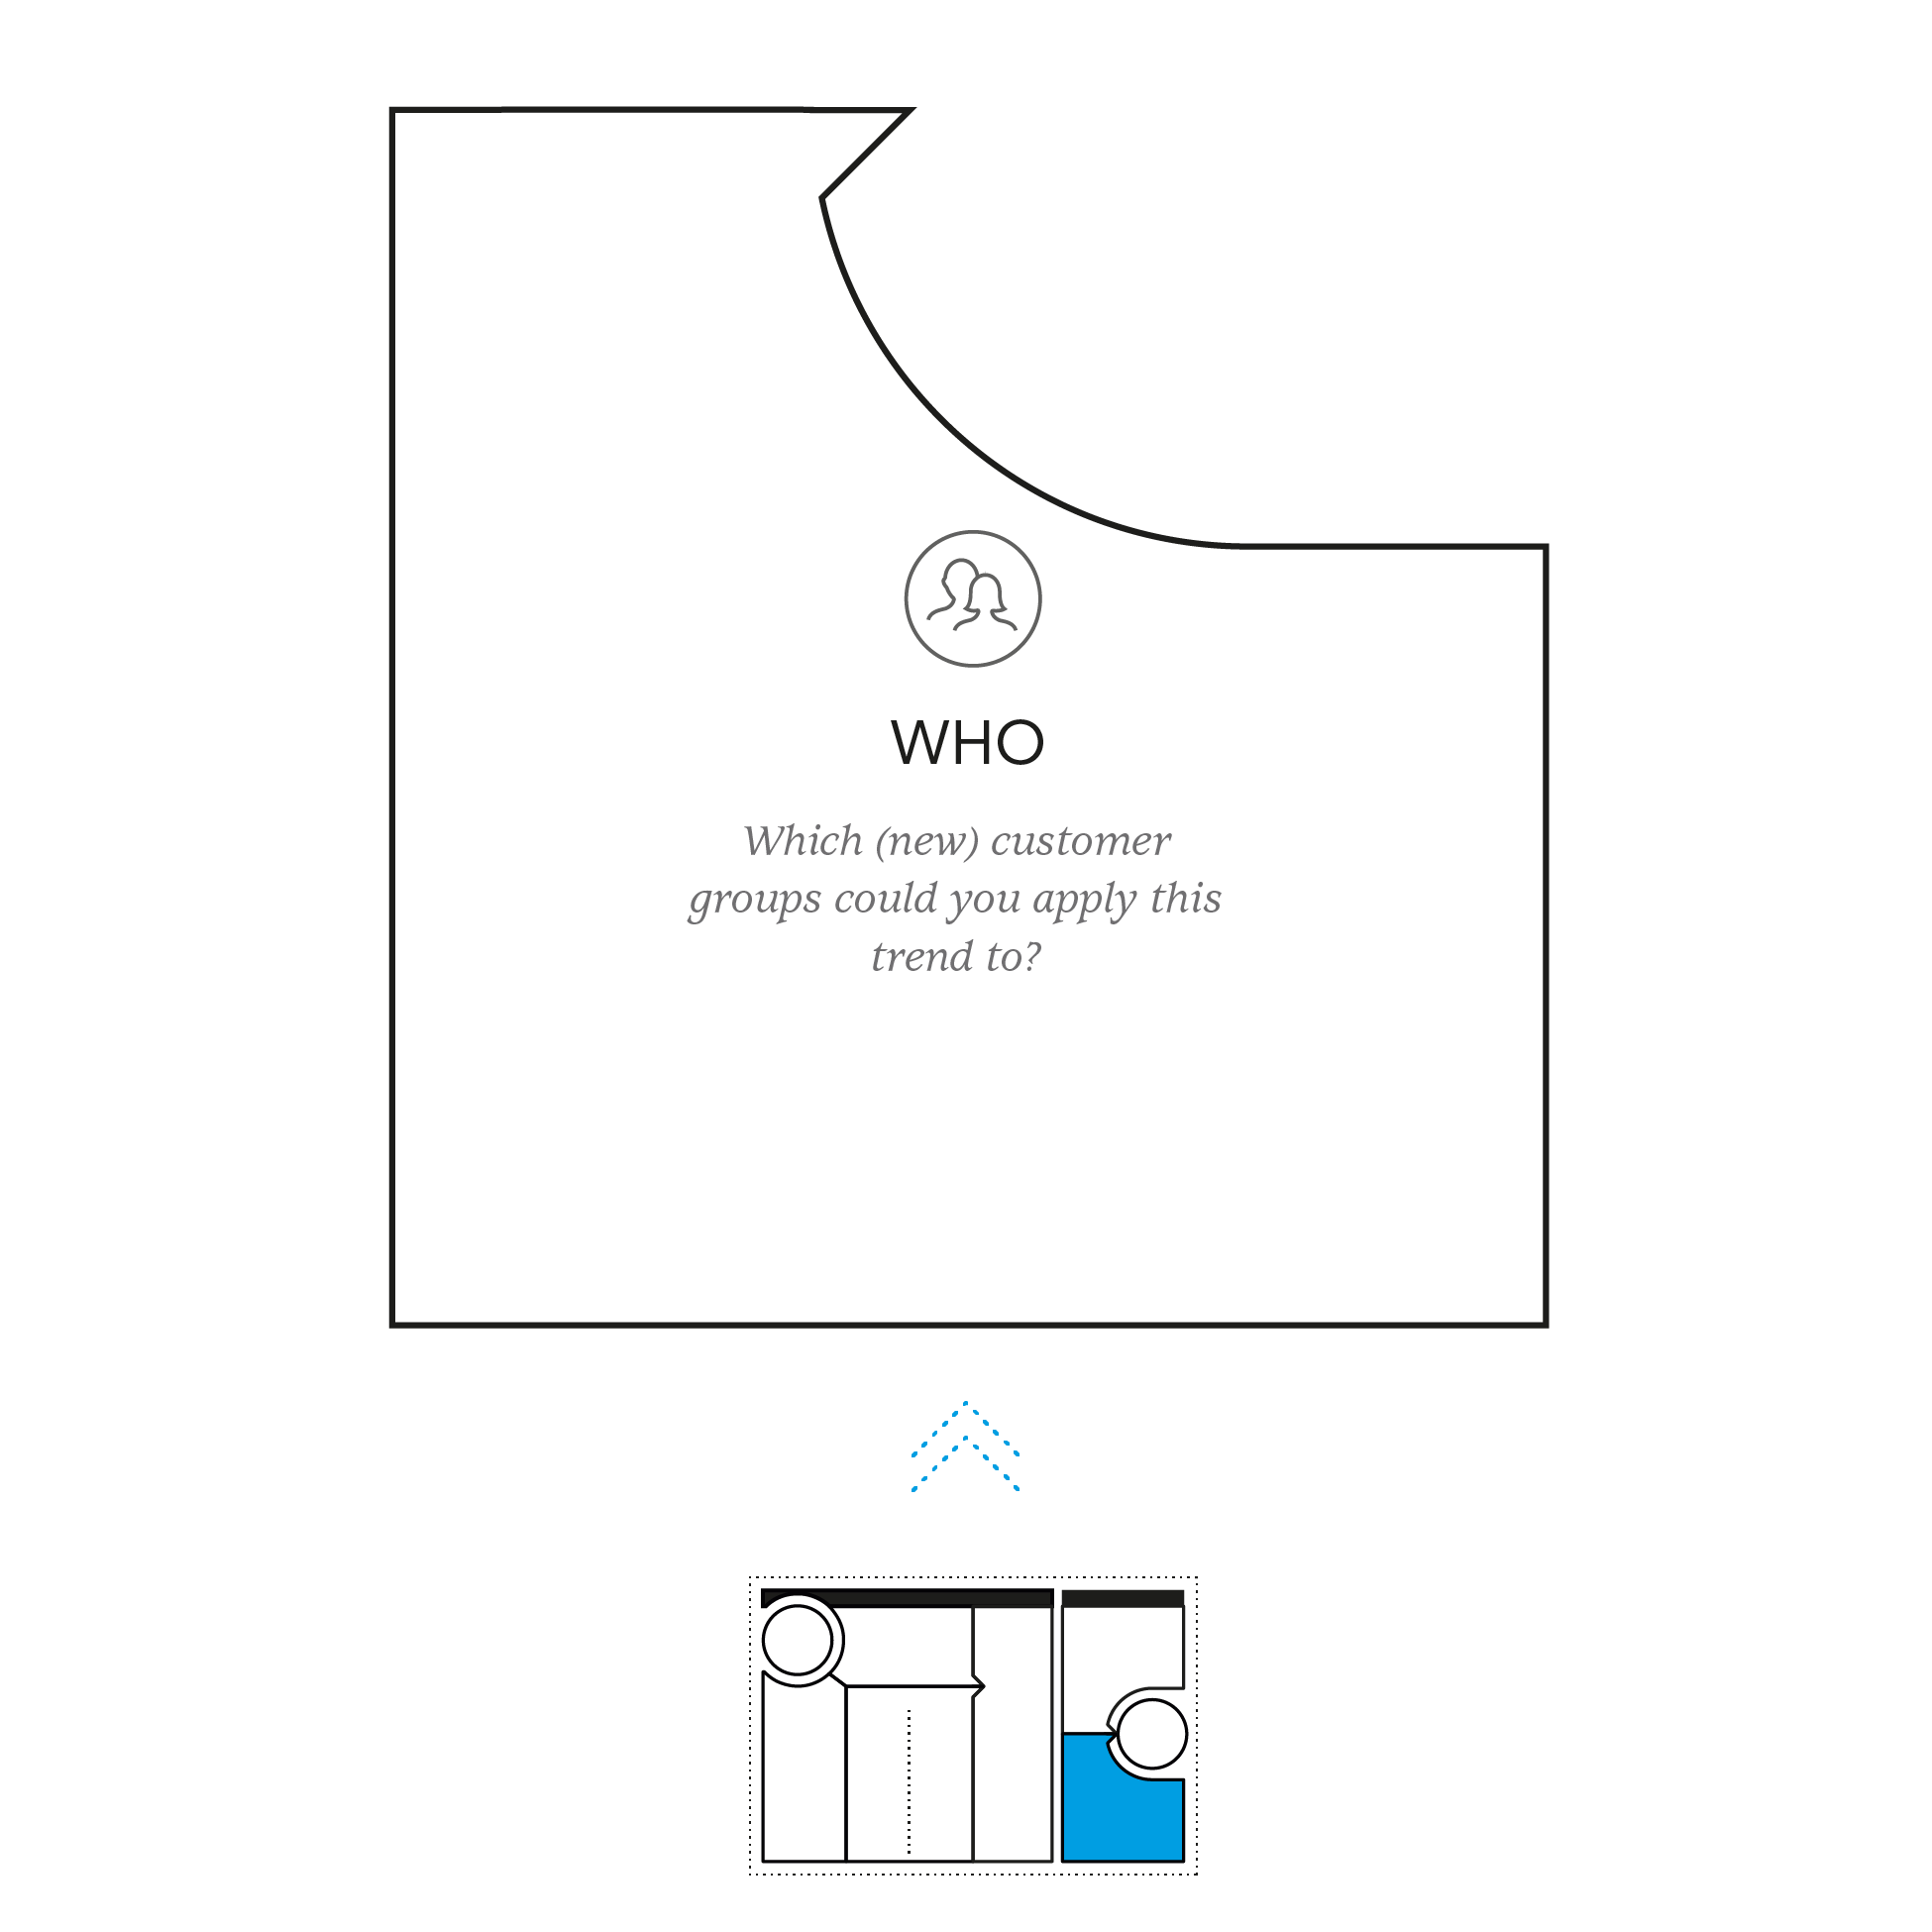 WHO
Which (new) customer
groups could you apply this
trend to?